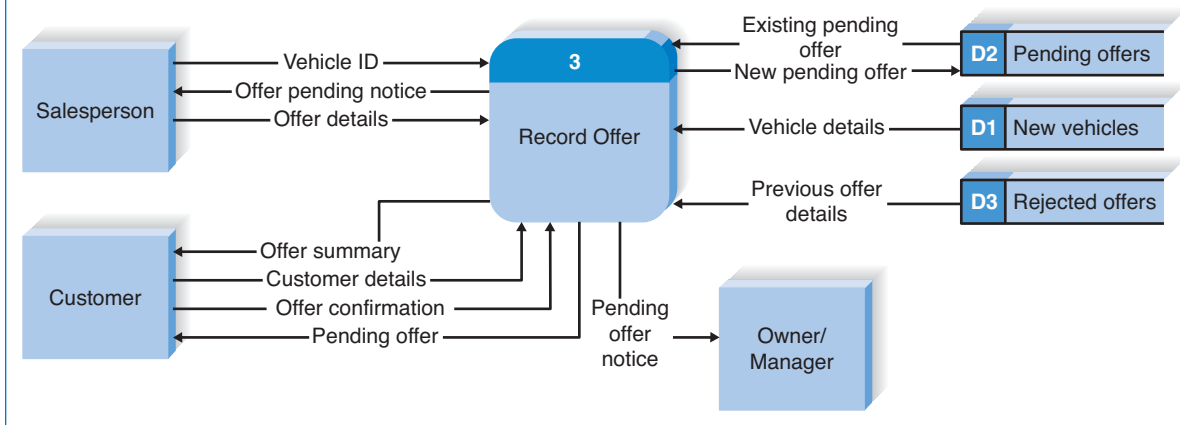 Salesperson
Vehicle ID
Offer pending notice
Offer details
3
Record Offer
Existing pending
offer
New pending offer
D2 Pending offers
Vehicle details
D1 New vehicles
Previous offer
details
D3 Rejected offers
Customer
Offer summary
Customer details
Offer confirmation
Pending offer
Pending
offer
notice
Owner/
Manager